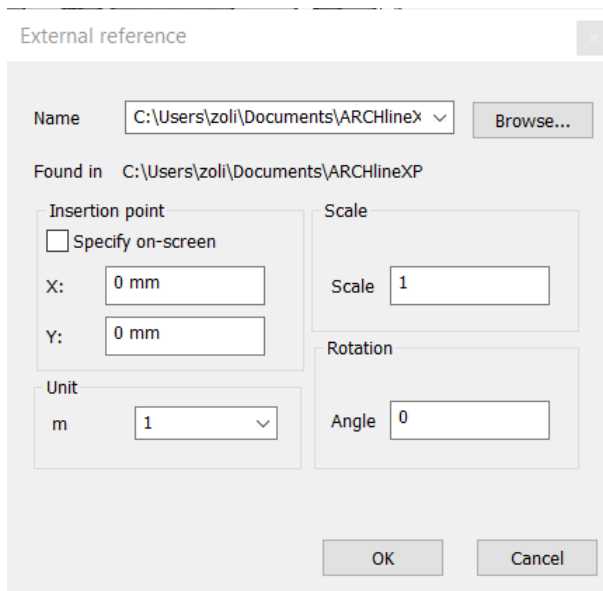 External reference
Name C:\Users\zoli\Documents\ARCHlineX Browse...
Found in C:\Users\zoli\Documents\ARCHlineXP
Insertion point
Specify on-screen
X: 0 mm
Y: 0 mm
Scale
Scale 1
Unit
m 1
Rotation
Angle 0
OK Cancel